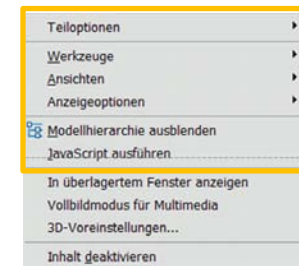 Teiloptionen
Werkzeuge
Ansichten
Anzeigeoptionen
Modellhierarchie ausblenden
JavaScript ausführen
In überlagertem Fenster anzeigen
Vollbildmodus für Multimedia
3D-Voreinstellungen...
Inhalt deaktivieren